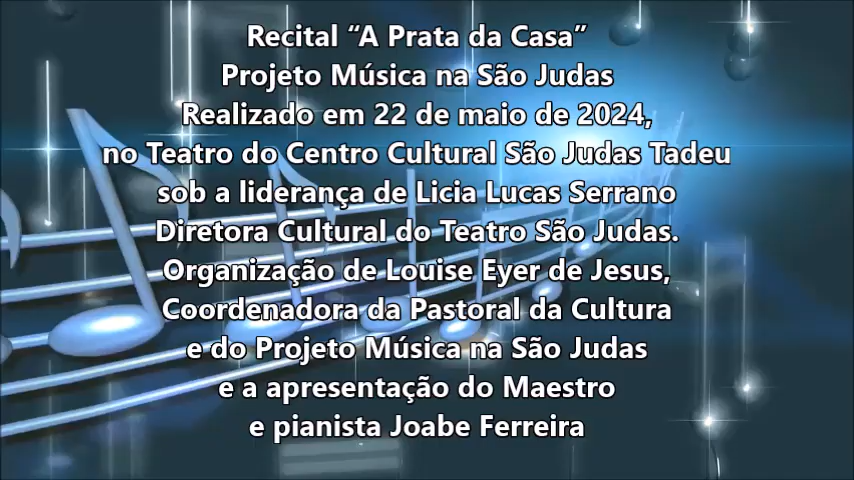 Recital “A Prata da Casa”
Projeto Música na São Judas
Realizado em 22 de maio de 2024,
no Teatro do Centro Cultural São Judas Tadeu
sob a liderança de Licia Lucas Serrano
Diretora Cultural do Teatro São Judas.
Organização de Louise Eyer de Jesus,
Coordenadora da Pastoral da Cultura
e do Projeto Música na São Judas
e a apresentação do Maestro
e pianista Joabe Ferreira